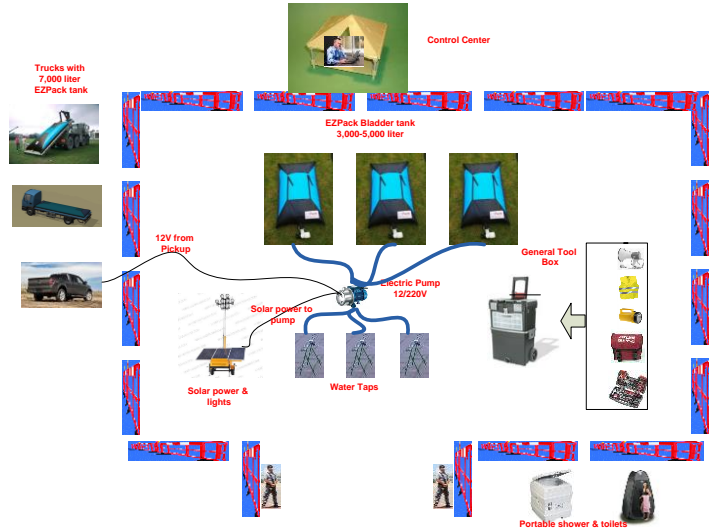 Control Center
Trucks with
7,000 liter
EZPack tank
EZPack Bladder tank
3,000-5,000 liter
12V from
Pickup
General Tool
Box
Electric Pump
12/220V
Solar power to
pump
Solar power &
lights
Water Taps
Portable shower & toilets